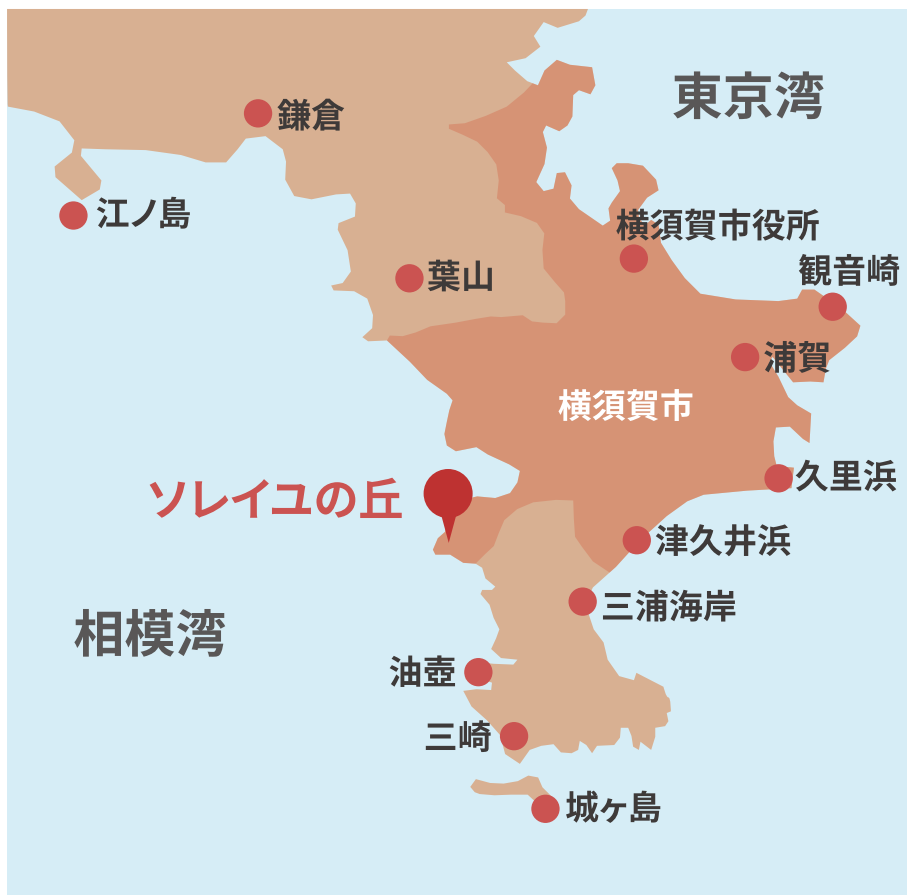 東京湾
鎌倉
江ノ島
横須賀市役所
観音崎
葉山
浦賀
横須賀市
久里浜
ソレイユの丘
津久井浜
三浦海岸
相模湾
油壺
三崎
城ヶ島